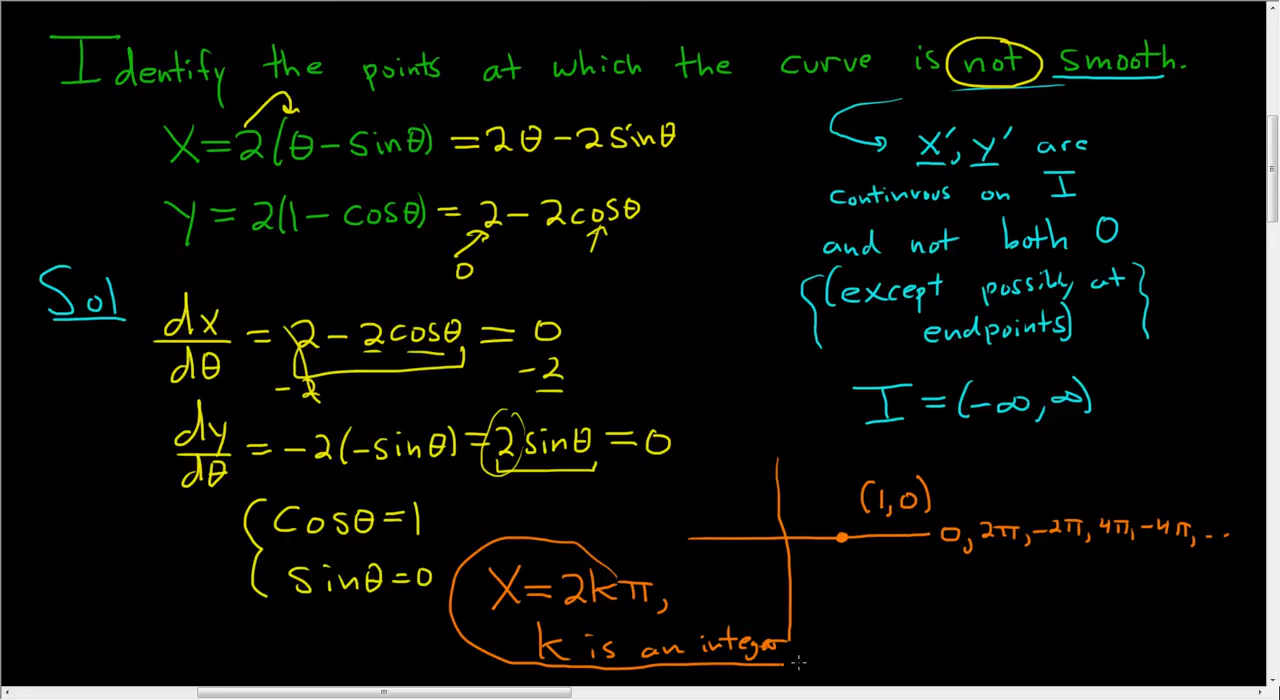 Identify the points at which the curve is not smooth.
X = 2(θ - sinθ) = 2θ - 2sinθ
Y = 2(1 - cosθ) = 2 - 2cosθ
0
X', Y' are
continuous on I
and not both 0
{(except possibly at
endpoints)}
I = (-∞, ∞)
Sol
dx/dθ = 2 - 2cosθ = 0
-2 -2
dy/dθ = -2(-sinθ) = 2sinθ = 0
{ cosθ = 1
sinθ = 0
(1, 0)
0, 2π, -2π, 4π, -4π, ...
X = 2kπ,
k is an integer